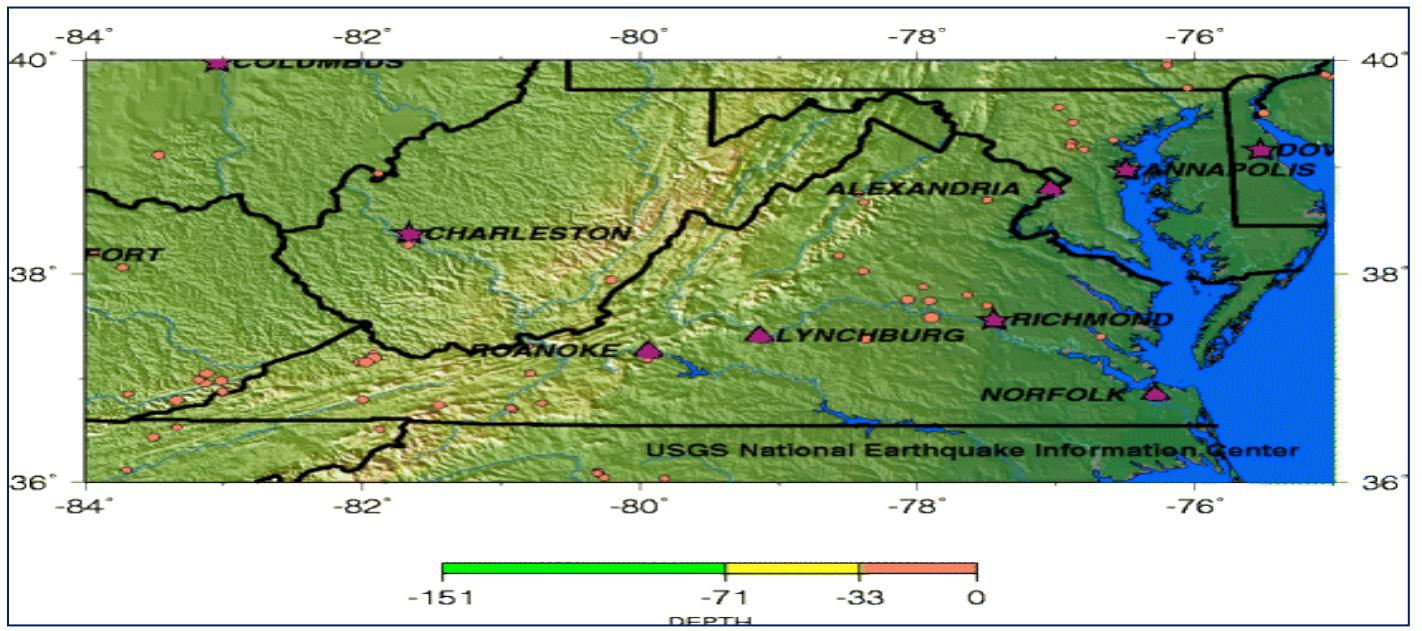 -84° -82° -80° -78° -76°
40° 40°
COLUMBUS
DOV
ANNAPOLIS
ALEXANDRIA
CHARLESTON
FORT
38° 38°
RICHMOND
LYNCHBURG
ROANOKE
NORFOLK
USGS National Earthquake Information Center
36° 36°
-84° -82° -80° -78° -76°
-151 -71 -33 0
DEPTH